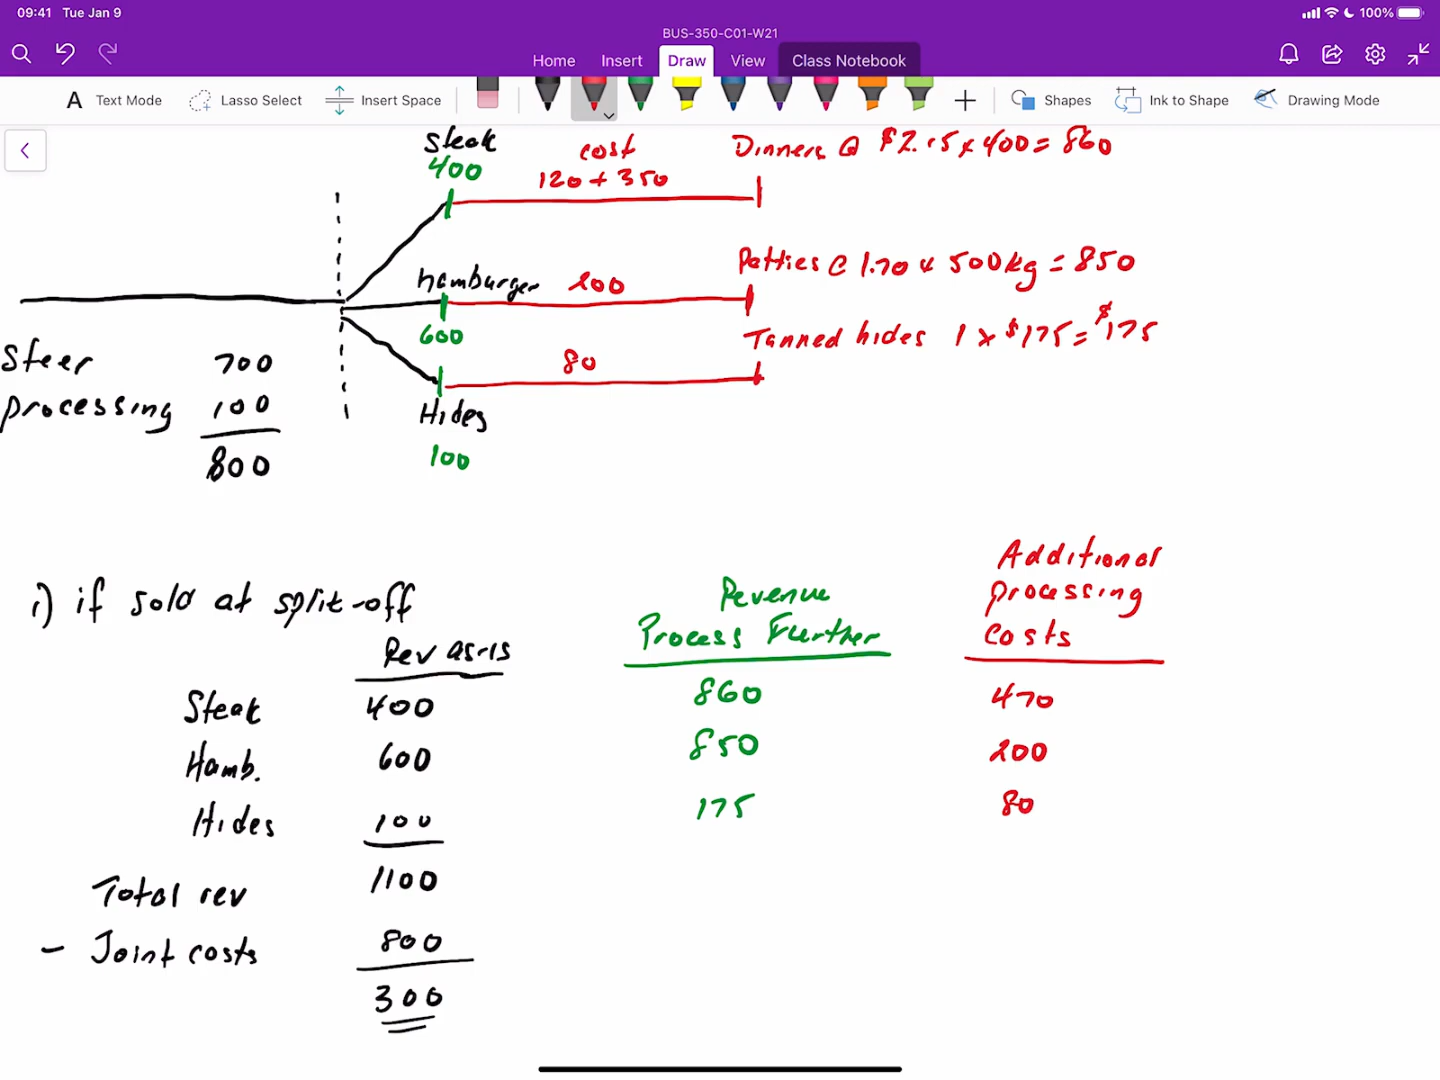 09:41 Tue Jan 9
100%
BUS-350-C01-W21
Home Insert Draw View Class Notebook
A Text Mode Lasso Select Insert Space Shapes Ink to Shape Drawing Mode
Steak
400
cost
120 + 350
Dinners @ $2.15 x 400 = 860
hamburger
200
600
Patties @ 1.70 x 500kg = 850
Tanned hides 1 x $175 = $175
80
Hides
100
Steer 700
processing 100
800
i) if sold at split-off
Rev as-is
Revenue
Process Further
Additional
processing
costs
Steak 400 860 470
Hamb. 600 850 200
Hides 100 175 80
Total rev 1100
- Joint costs 800
300